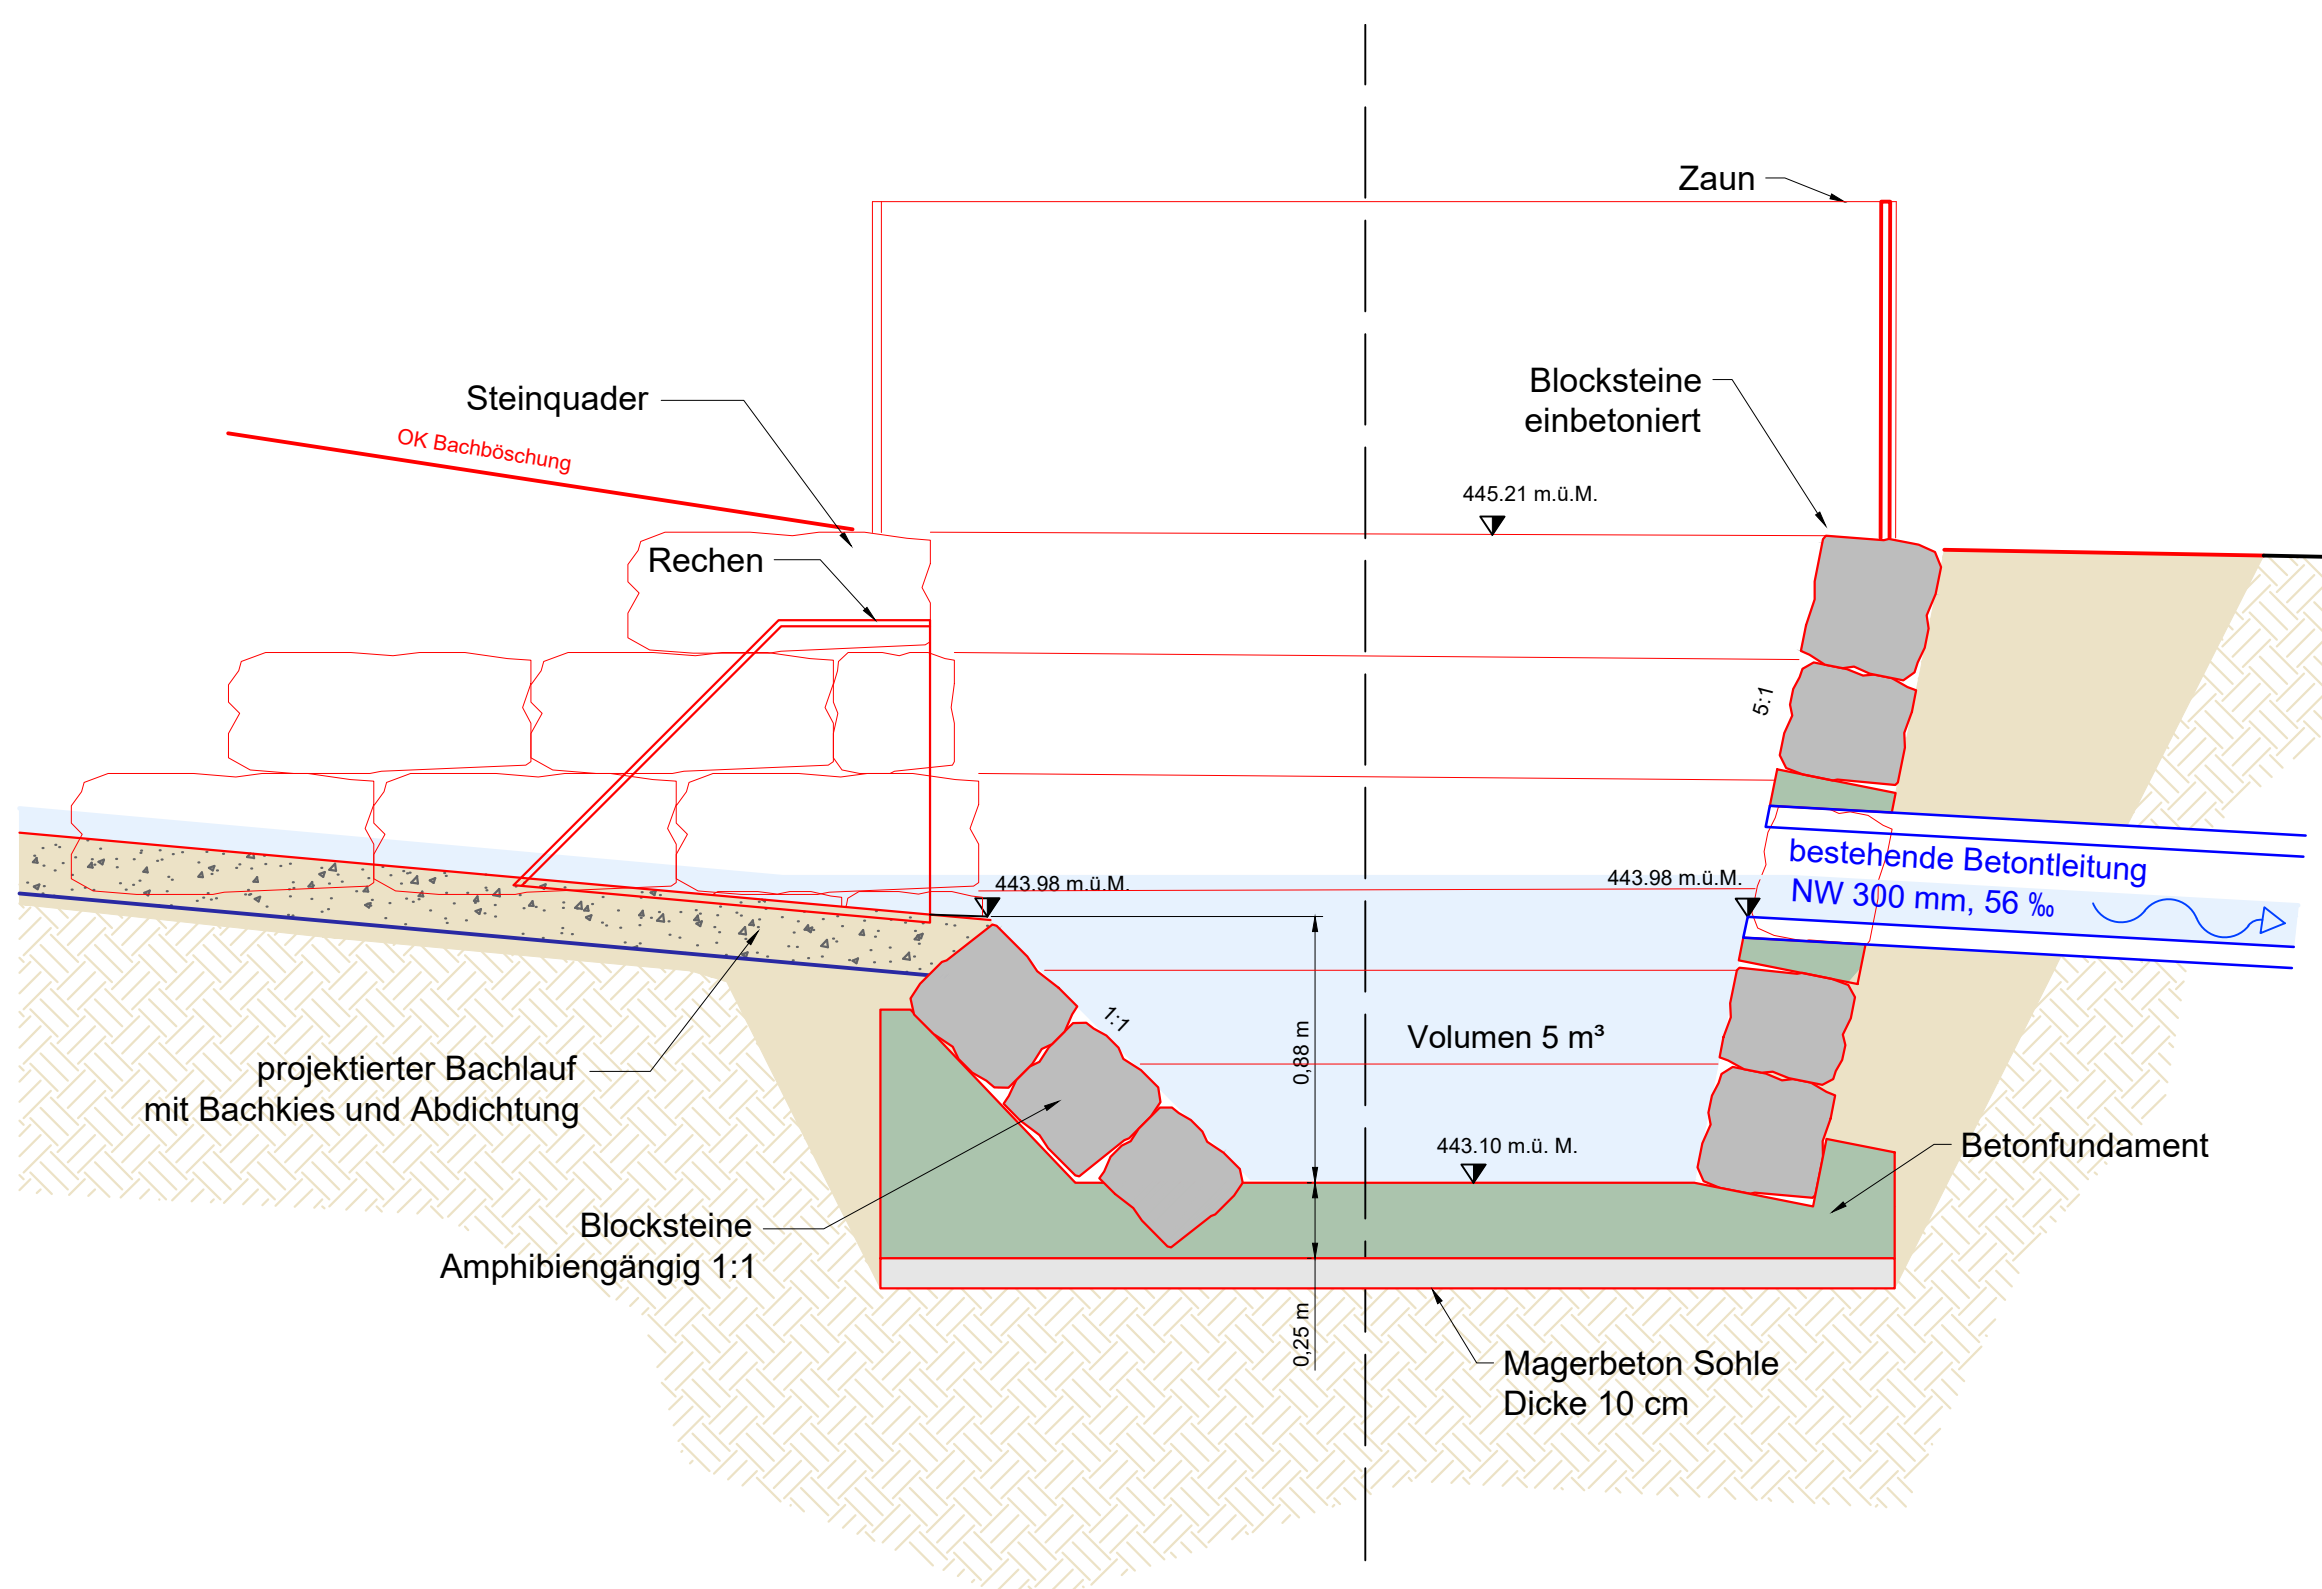 Zaun
Steinquader
Blocksteine
einbetoniert
OK Bachböschung
445.21 m.ü.M.
Rechen
5:1
bestehende Betontleitung
NW 300 mm, 56 ‰
443.98 m.ü.M.
443.98 m.ü.M.
1:1
0,88 m
Volumen 5 m³
projektierter Bachlauf
mit Bachkies und Abdichtung
443.10 m.ü. M.
Betonfundament
Blocksteine
Amphibiengängig 1:1
0,25 m
Magerbeton Sohle
Dicke 10 cm